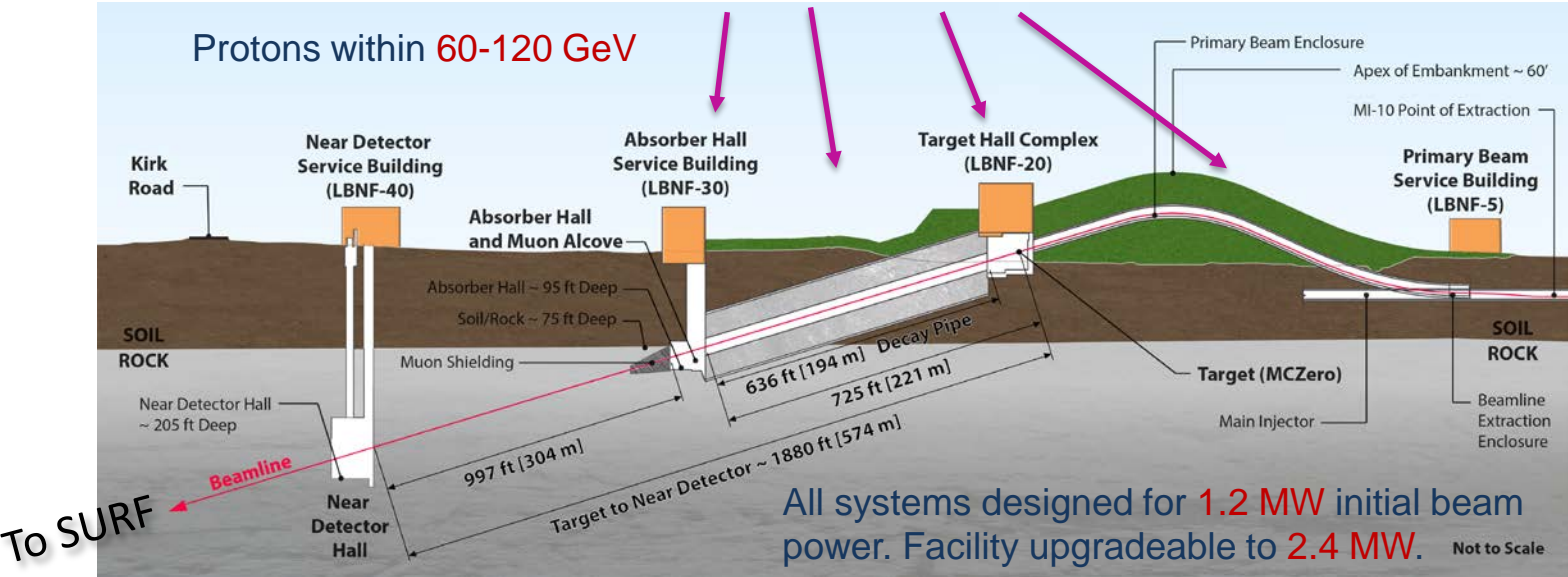 Protons within 60-120 GeV
Primary Beam Enclosure
Apex of Embankment ~ 60'
MI-10 Point of Extraction
Kirk
Road
Near Detector
Service Building
(LBNF-40)
Absorber Hall
Service Building
(LBNF-30)
Target Hall Complex
(LBNF-20)
Primary Beam
Service Building
(LBNF-5)
Absorber Hall
and Muon Alcove
Absorber Hall ~ 95 ft Deep
Soil/Rock ~ 75 ft Deep
SOIL
ROCK
Muon Shielding
SOIL
ROCK
636 ft [194 m] Decay Pipe
725 ft [221 m]
Target (MCZero)
Near Detector Hall
~ 205 ft Deep
Main Injector
Beamline
Extraction
Enclosure
997 ft [304 m]
Target to Near Detector ~ 1880 ft [574 m]
Beamline
Near
Detector
Hall
To SURF
All systems designed for 1.2 MW initial beam
power. Facility upgradeable to 2.4 MW.
Not to Scale